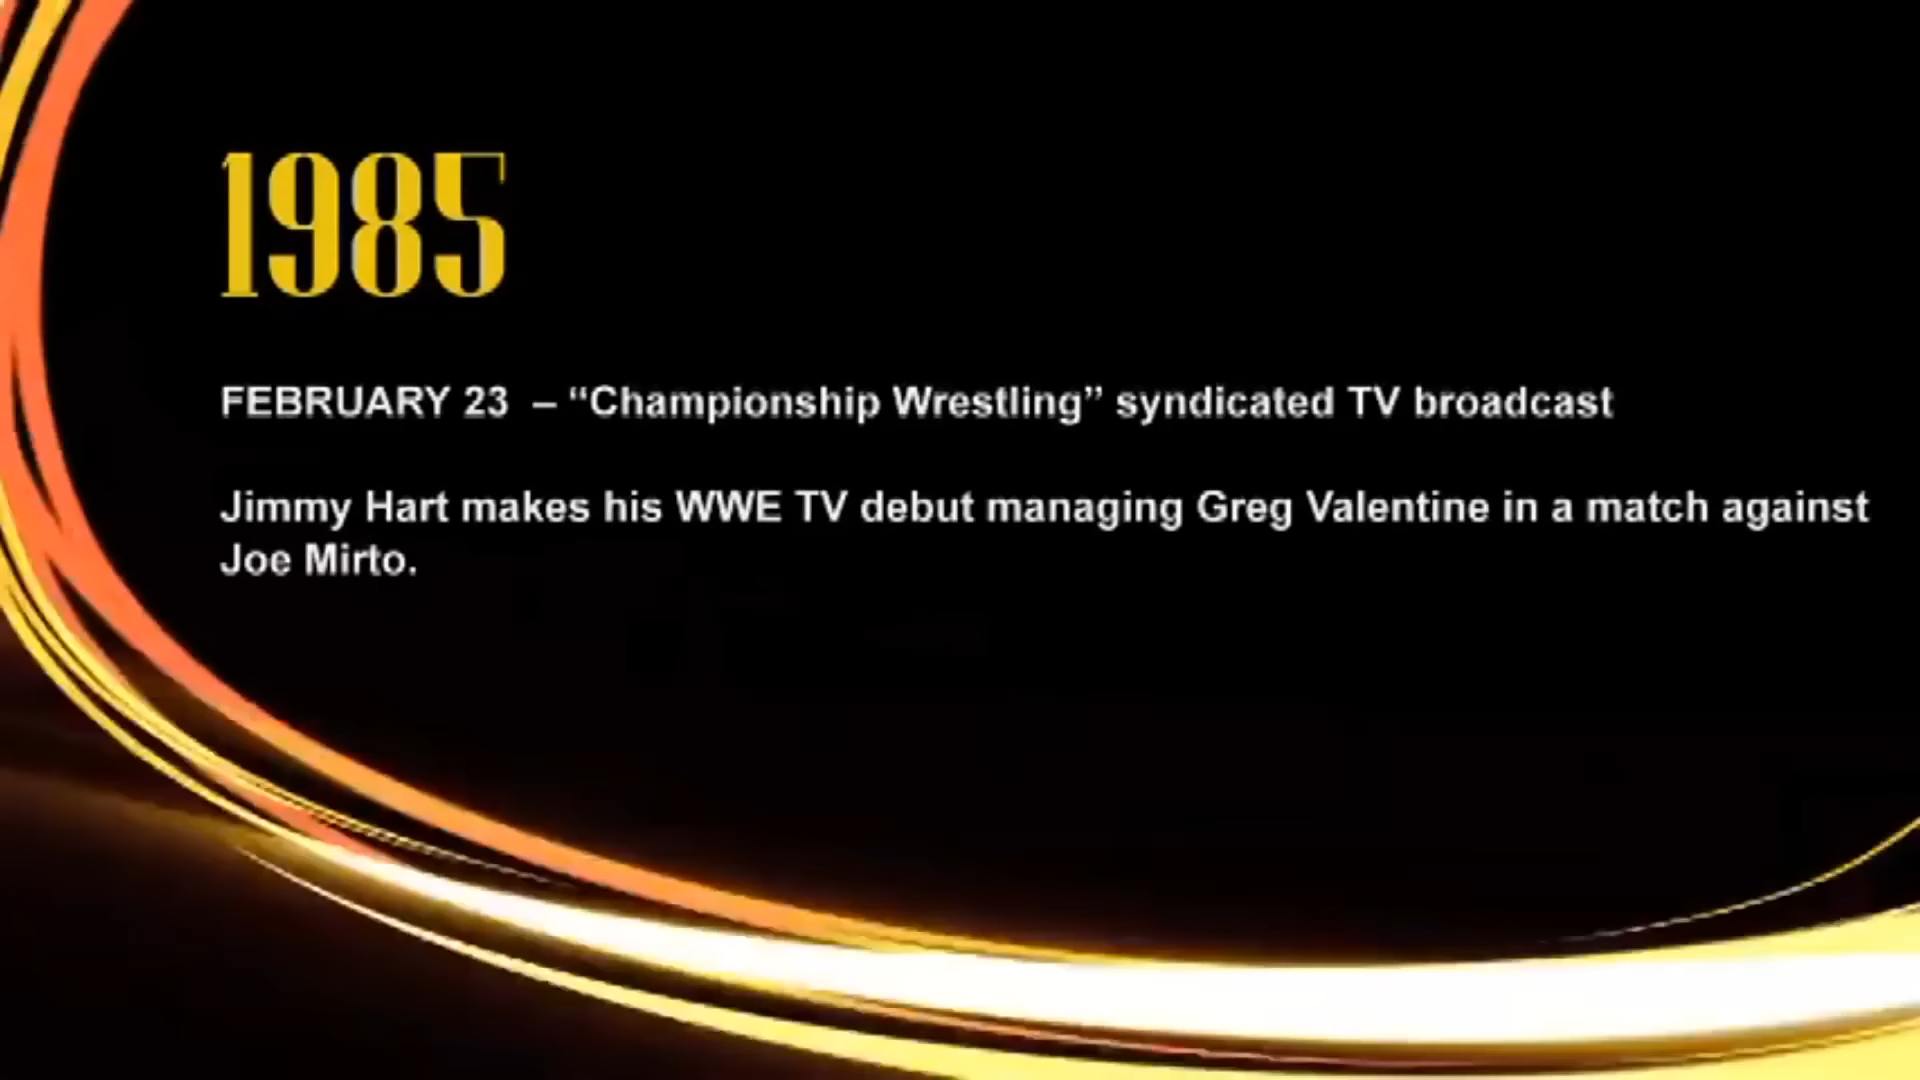 1985
FEBRUARY 23 – “Championship Wrestling” syndicated TV broadcast
Jimmy Hart makes his WWE TV debut managing Greg Valentine in a match against
Joe Mirto.